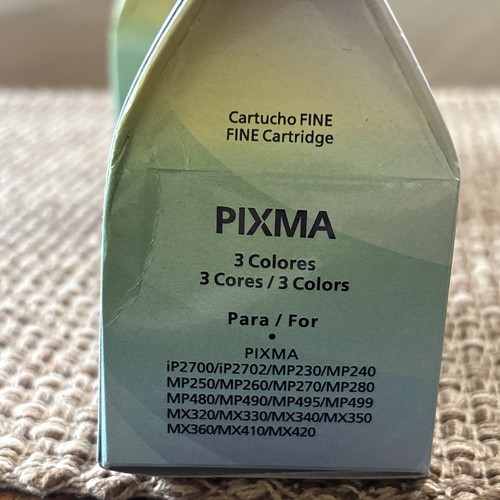 Cartucho FINE
FINE Cartridge
PIXMA
3 Colores
3 Cores / 3 Colors
Para / For
•
PIXMA
iP2700/iP2702/MP230/MP240
MP250/MP260/MP270/MP280
MP480/MP490/MP495/MP499
MX320/MX330/MX340/MX350
MX360/MX410/MX420